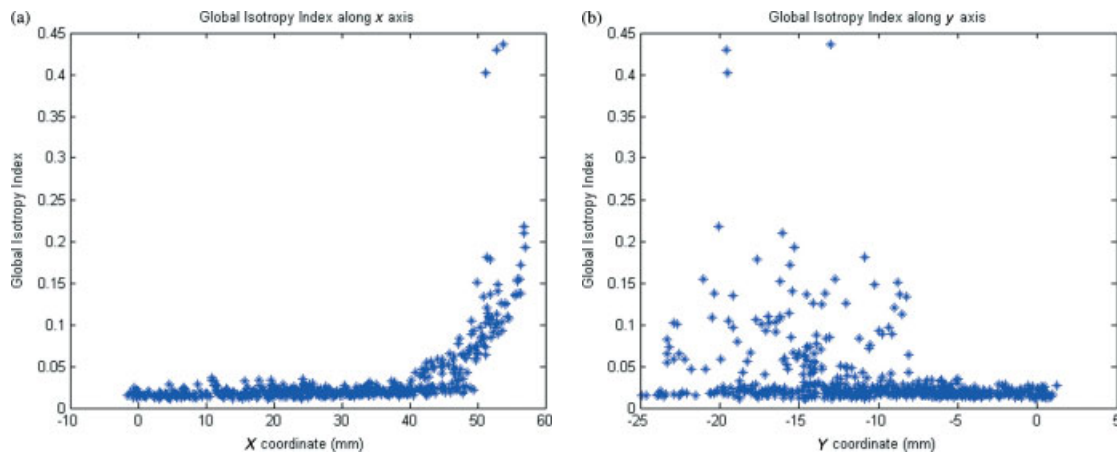 (a)
Global Isotropy Index along x axis
0.45
0.4
0.35
0.3
0.25
0.2
0.15
0.1
0.05
0
Global Isotropy Index
-10 0 10 20 30 40 50 60
X coordinate (mm)
(b)
Global Isotropy Index along y axis
0.45
0.4
0.35
0.3
0.25
0.2
0.15
0.1
0.05
0
Global Isotropy Index
-25 -20 -15 -10 -5 0 5
Y coordinate (mm)